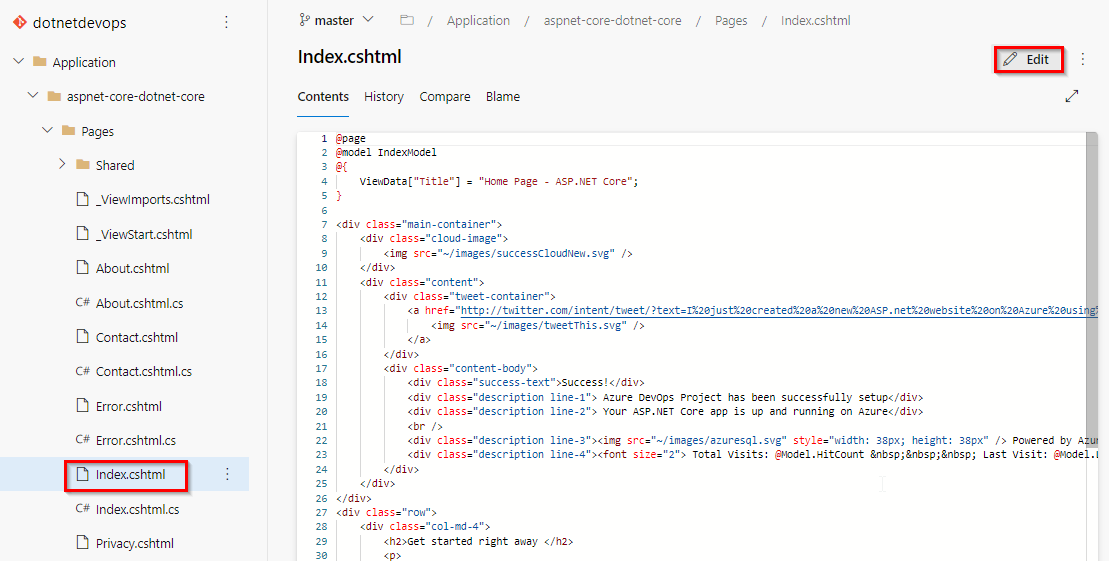 dotnetdevops
Application
aspnet-core-dotnet-core
Pages
Shared
_ViewImports.cshtml
_ViewStart.cshtml
About.cshtml
C# About.cshtml.cs
Contact.cshtml
C# Contact.cshtml.cs
Error.cshtml
C# Error.cshtml.cs
Index.cshtml
C# Index.cshtml.cs
Privacy.cshtml
master / Application / aspnet-core-dotnet-core / Pages / Index.cshtml
Index.cshtml
Edit
Contents History Compare Blame
1 @page
2 @model IndexModel
3 @{
4 ViewData["Title"] = "Home Page - ASP.NET Core";
5 }
6
7 <div class="main-container">
8 <div class="cloud-image">
9 <img src="~/images/successCloudNew.svg" />
10 </div>
11 <div class="content">
12 <div class="tweet-container">
13 <a href="http://twitter.com/intent/tweet/?text=I%20just%20created%20a%20new%20ASP.net%20website%20on%20Azure%20using%
14 <img src="~/images/tweetThis.svg" />
15 </a>
16 </div>
17 <div class="content-body">
18 <div class="success-text">Success!</div>
19 <div class="description line-1"> Azure DevOps Project has been successfully setup</div>
20 <div class="description line-2"> Your ASP.NET Core app is up and running on Azure</div>
21 <br />
22 <div class="description line-3"><img src="~/images/azuresql.svg" style="width: 38px; height: 38px" /> Powered by Azur
23 <div class="description line-4"><font size="2"> Total Visits: @Model.HitCount &nbsp;&nbsp;&nbsp; Last Visit: @Model.L
24 </div>
25 </div>
26 </div>
27 <div class="row">
28 <div class="col-md-4">
29 <h2>Get started right away </h2>
30 <p>